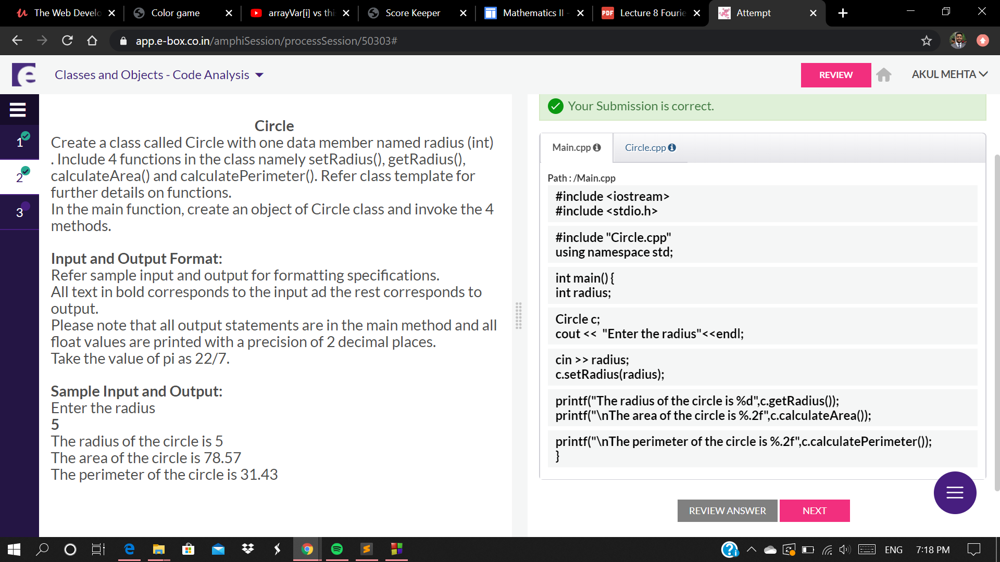 The Web Develo
Color game
arrayVar[i] vs thi
Score Keeper
Mathematics II -
PDF
Lecture 8 Fourie
Attempt
app.e-box.co.in/amphiSession/processSession/50303#
Classes and Objects - Code Analysis
REVIEW
AKUL MEHTA
1
2
3
Circle
Create a class called Circle with one data member named radius (int)
. Include 4 functions in the class namely setRadius(), getRadius(),
calculateArea() and calculatePerimeter(). Refer class template for
further details on functions.
In the main function, create an object of Circle class and invoke the 4
methods.
Input and Output Format:
Refer sample input and output for formatting specifications.
All text in bold corresponds to the input ad the rest corresponds to
output.
Please note that all output statements are in the main method and all
float values are printed with a precision of 2 decimal places.
Take the value of pi as 22/7.
Sample Input and Output:
Enter the radius
5
The radius of the circle is 5
The area of the circle is 78.57
The perimeter of the circle is 31.43
Your Submission is correct.
Main.cpp
Circle.cpp
Path : /Main.cpp
#include <iostream>
#include <stdio.h>
#include "Circle.cpp"
using namespace std;
int main() {
int radius;
Circle c;
cout <<  "Enter the radius"<<endl;
cin >> radius;
c.setRadius(radius);
printf("The radius of the circle is %d",c.getRadius());
printf("\nThe area of the circle is %.2f",c.calculateArea());
printf("\nThe perimeter of the circle is %.2f",c.calculatePerimeter());
}
REVIEW ANSWER
NEXT
ENG
7:18 PM